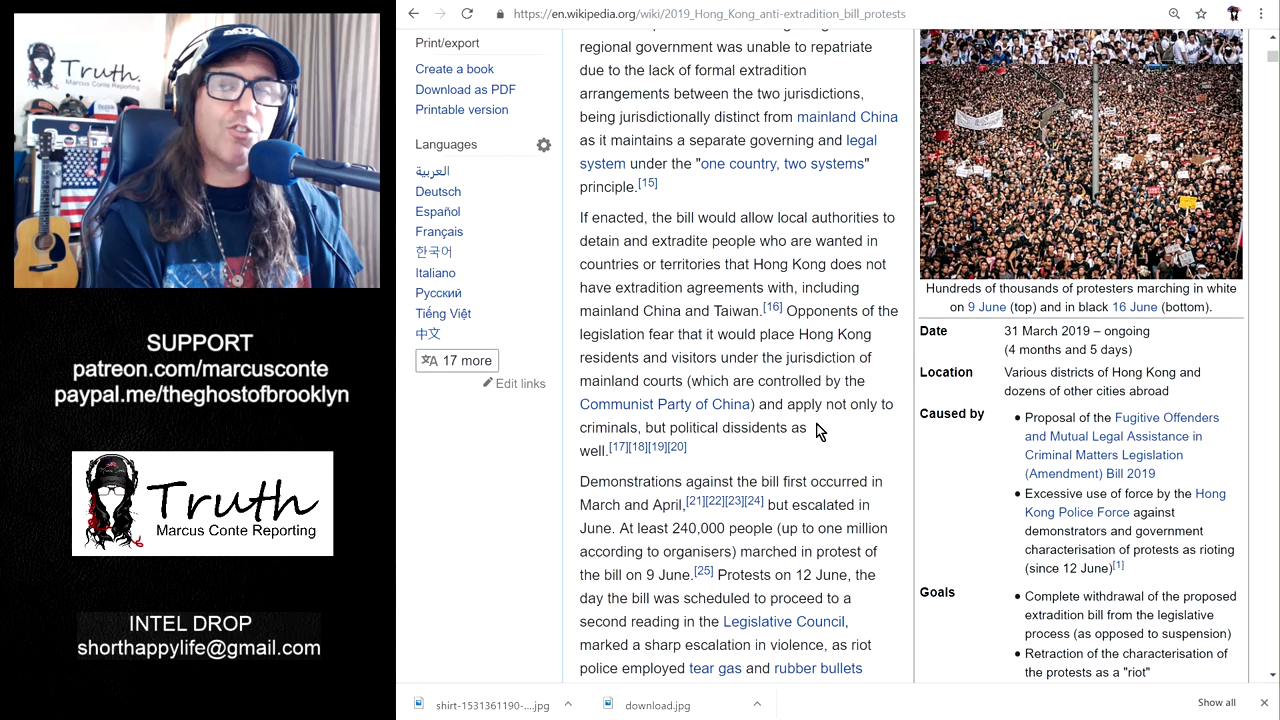 Truth.
Marcus Conte Reporting
SUPPORT
patreon.com/marcusconte
paypal.me/theghostofbrooklyn
Truth
Marcus Conte Reporting
INTEL DROP
shorthappylife@gmail.com
https://en.wikipedia.org/wiki/2019_Hong_Kong_anti-extradition_bill_protests
Print/export
Create a book
Download as PDF
Printable version
Languages
العربية
Deutsch
Español
Français
한국어
Italiano
Русский
Tiếng Việt
中文
17 more
Edit links
regional government was unable to repatriate
due to the lack of formal extradition
arrangements between the two jurisdictions,
being jurisdictionally distinct from mainland China
as it maintains a separate governing and legal
system under the "one country, two systems"
principle.[15]
If enacted, the bill would allow local authorities to
detain and extradite people who are wanted in
countries or territories that Hong Kong does not
have extradition agreements with, including
mainland China and Taiwan.[16] Opponents of the
legislation fear that it would place Hong Kong
residents and visitors under the jurisdiction of
mainland courts (which are controlled by the
Communist Party of China) and apply not only to
criminals, but political dissidents as
well.[17][18][19][20]
Demonstrations against the bill first occurred in
March and April,[21][22][23][24] but escalated in
June. At least 240,000 people (up to one million
according to organisers) marched in protest of
the bill on 9 June.[25] Protests on 12 June, the
day the bill was scheduled to proceed to a
second reading in the Legislative Council,
marked a sharp escalation in violence, as riot
police employed tear gas and rubber bullets
Hundreds of thousands of protesters marching in white
on 9 June (top) and in black 16 June (bottom).
Date 31 March 2019 – ongoing
(4 months and 5 days)
Location Various districts of Hong Kong and
dozens of other cities abroad
Caused by • Proposal of the Fugitive Offenders
and Mutual Legal Assistance in
Criminal Matters Legislation
(Amendment) Bill 2019
• Excessive use of force by the Hong
Kong Police Force against
demonstrators and government
characterisation of protests as rioting
(since 12 June)[1]
Goals • Complete withdrawal of the proposed
extradition bill from the legislative
process (as opposed to suspension)
• Retraction of the characterisation of
the protests as a "riot"
shirt-1531361190-....jpg
download.jpg
Show all